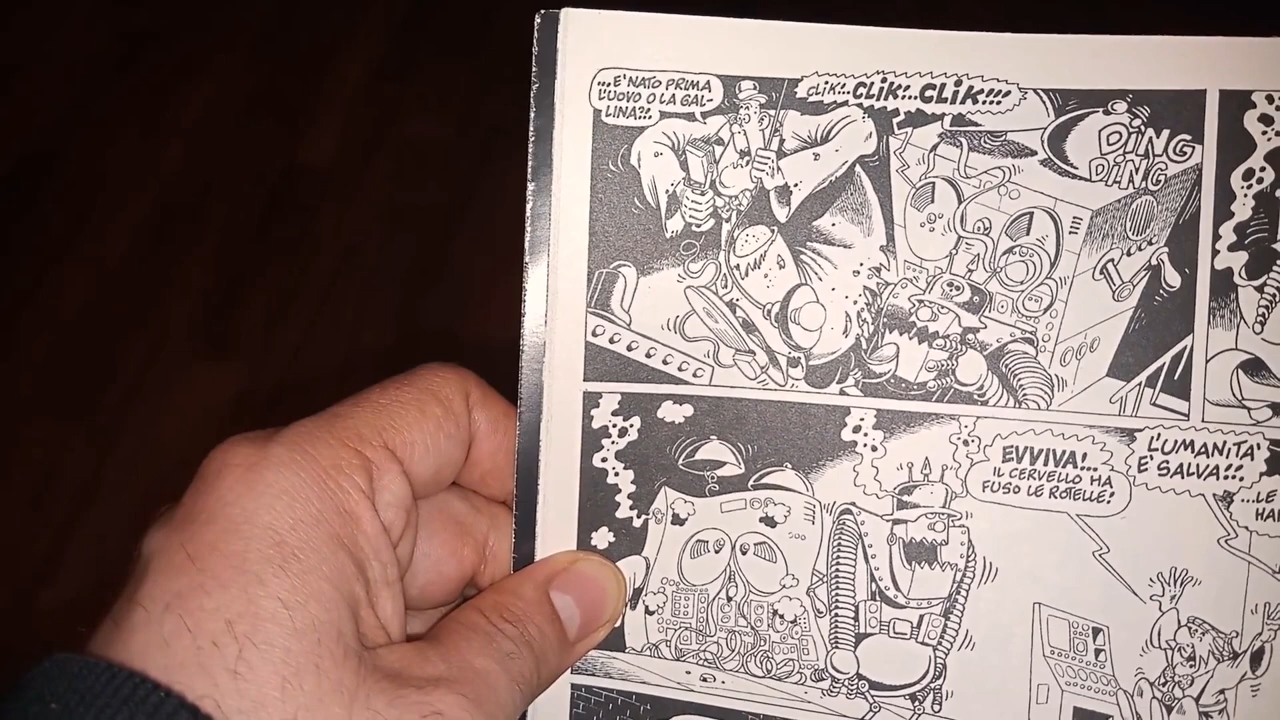 ...E' NATO PRIMA
L'UOVO O LA GAL-
LINA?!.
CLIK!..CLIK!..CLIK!!!
DING
DING
EVVIVA!..
IL CERVELLO HA
FUSO LE ROTELLE!
L'UMANITA'
E' SALVA!!.
...LE